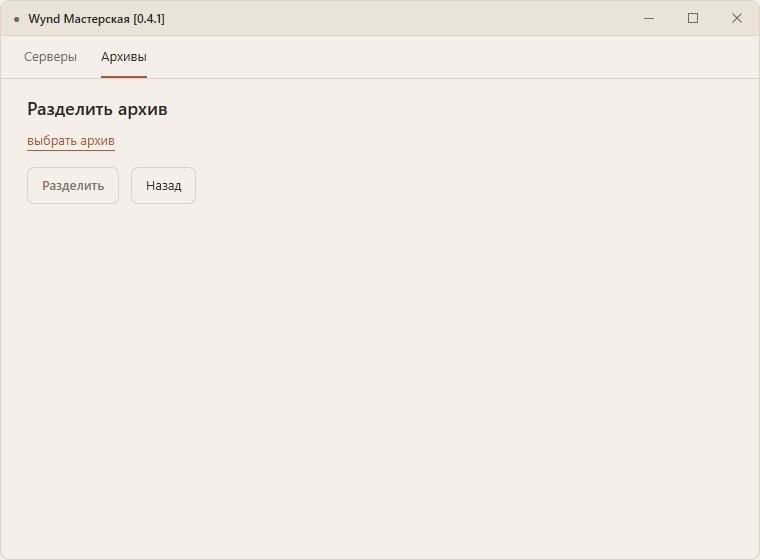 Wynd Мастерская [0.4.1]
Серверы Архивы
Разделить архив
выбрать архив
Разделить Назад